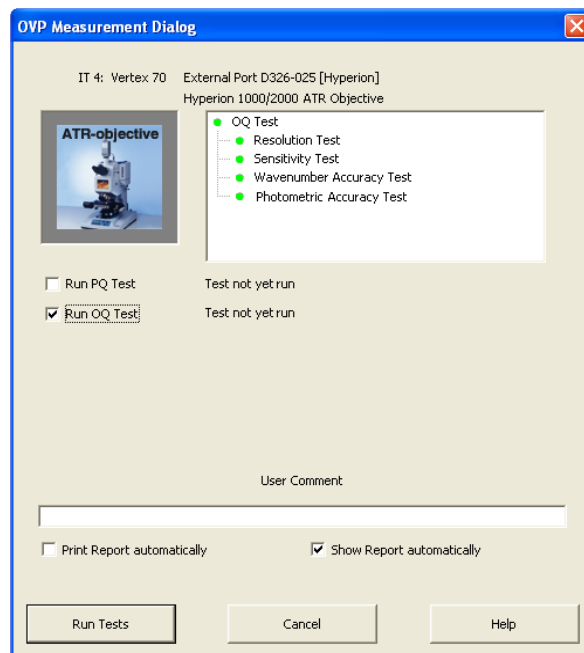 OVP Measurement Dialog
IT 4: Vertex 70 External Port D326-025 [Hyperion]
Hyperion 1000/2000 ATR Objective
ATR-objective
OQ Test
Resolution Test
Sensitivity Test
Wavenumber Accuracy Test
Photometric Accuracy Test
Run PQ Test Test not yet run
Run OQ Test Test not yet run
User Comment
Print Report automatically Show Report automatically
Run Tests Cancel Help